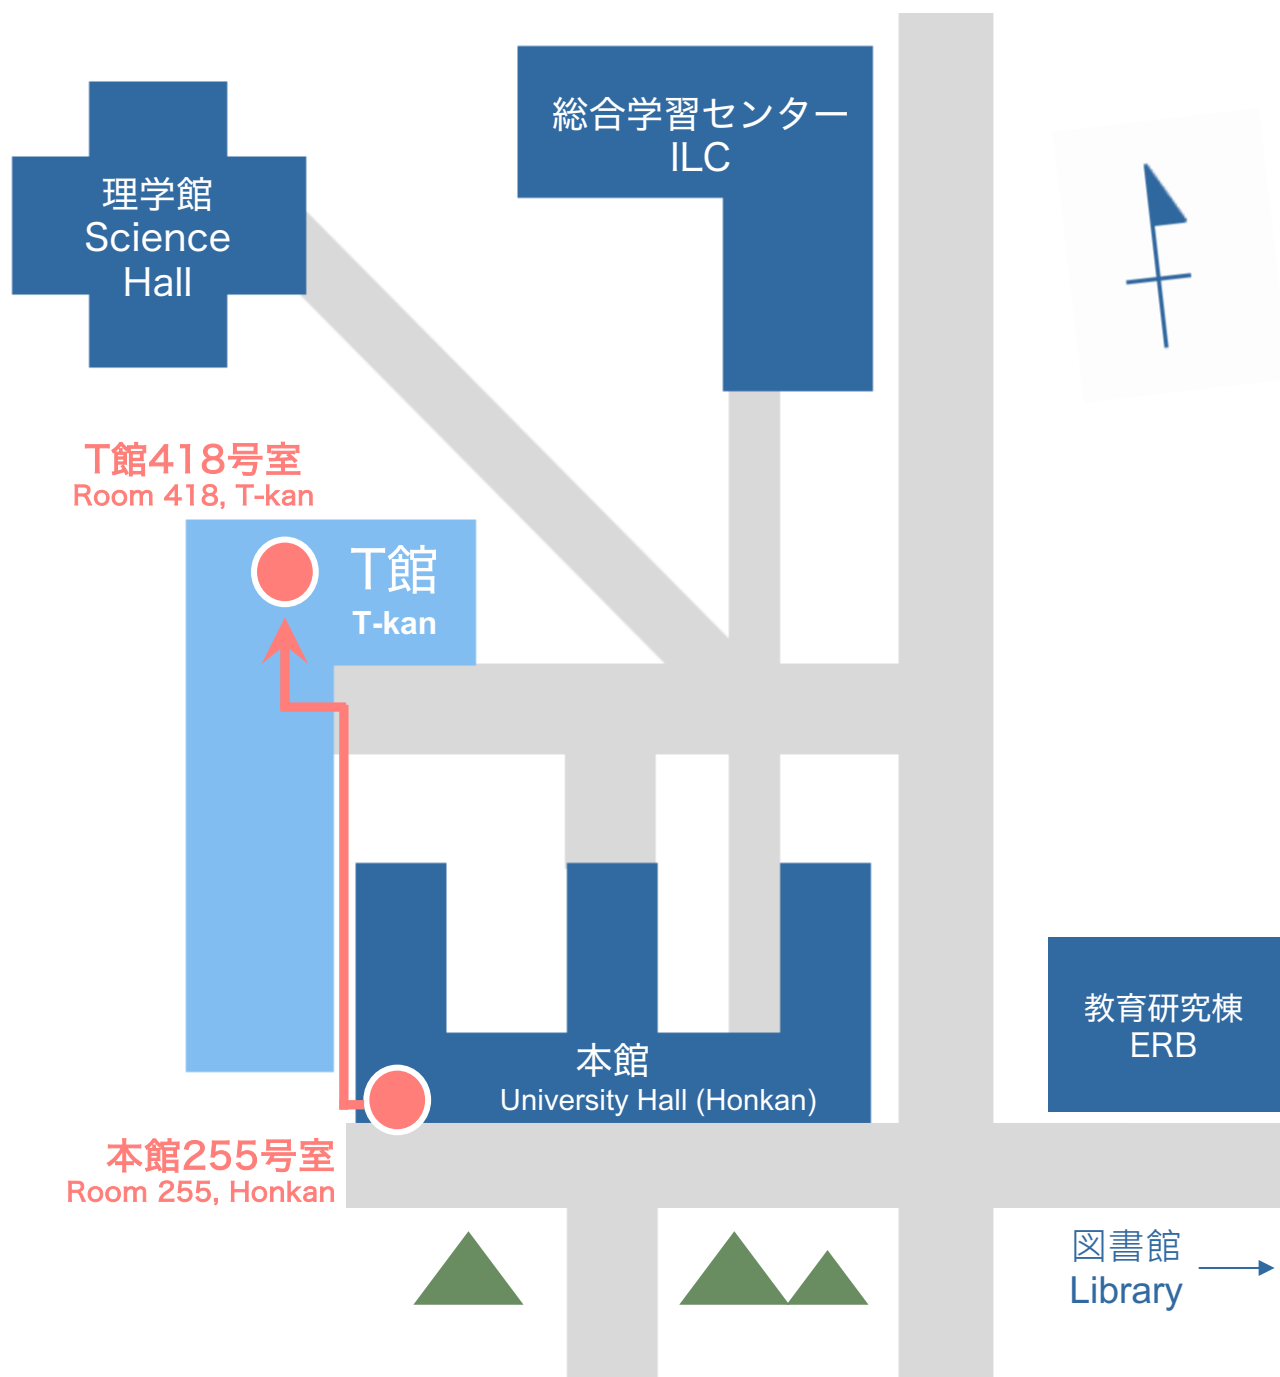 総合学習センター
ILC
理学館
Science
Hall
T館418号室
Room 418, T-kan
T館
T-kan
教育研究棟
ERB
本館
University Hall (Honkan)
本館255号室
Room 255, Honkan
図書館
Library